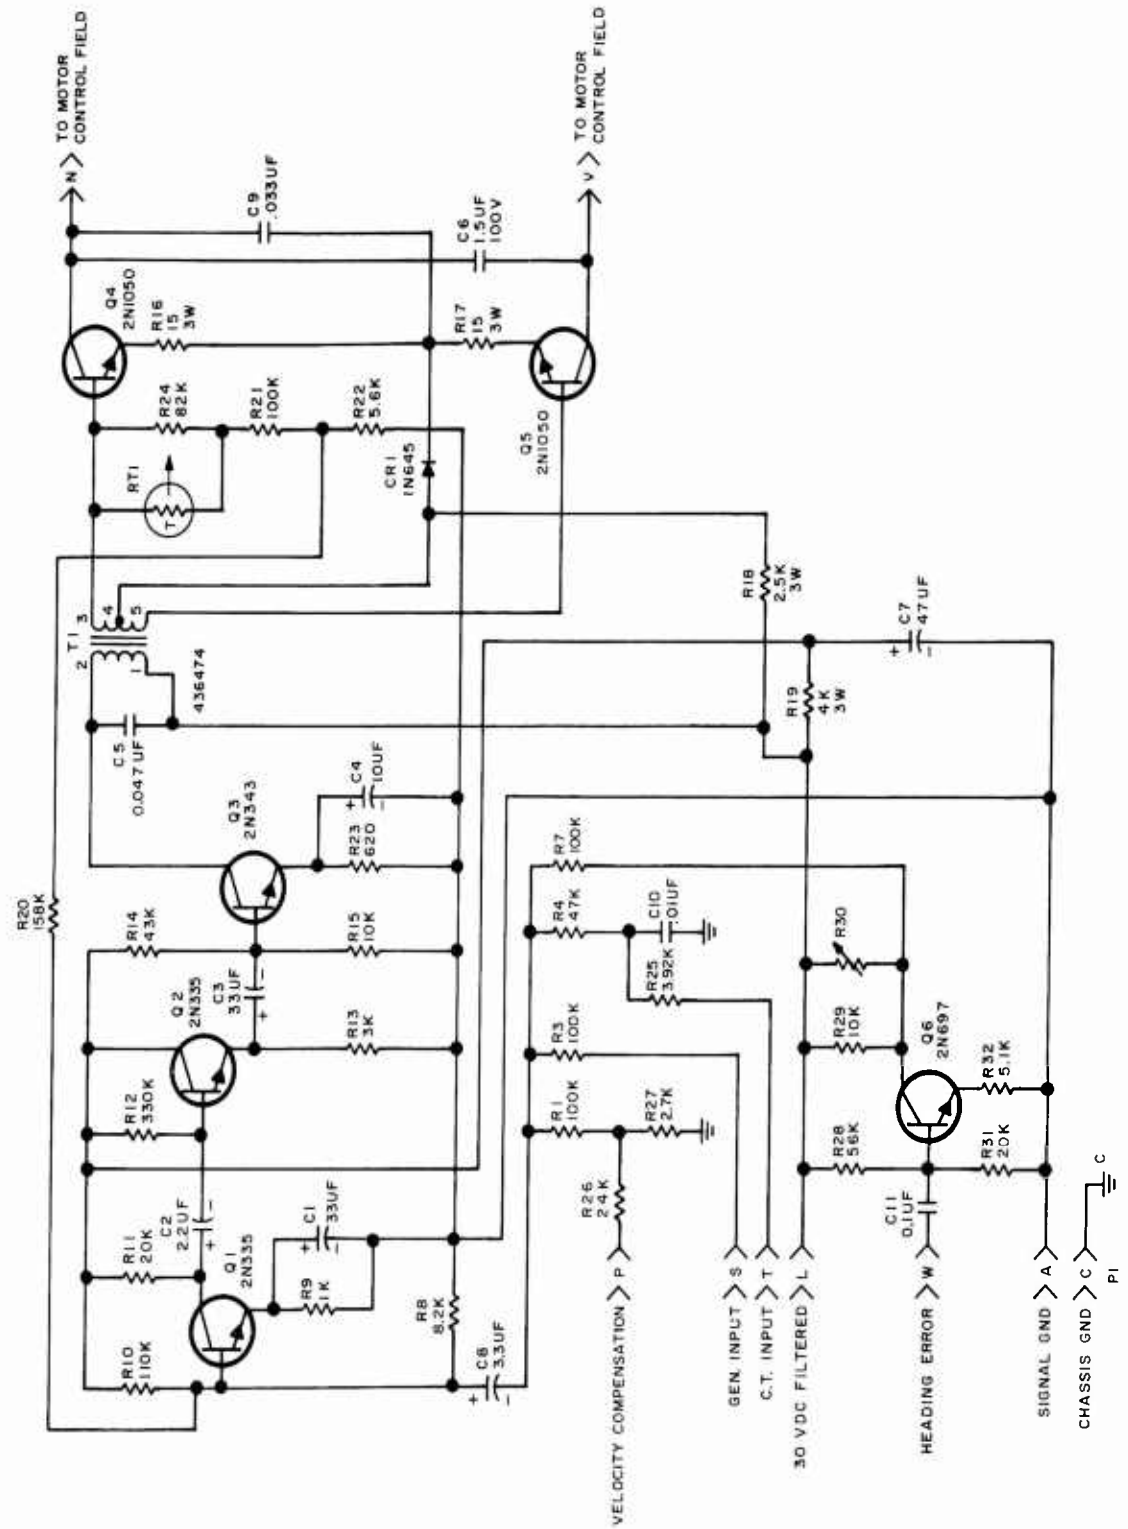 N
TO MOTOR
CONTROL FIELD
C9
.033UF
C6
1.5UF
100V
V
TO MOTOR
CONTROL FIELD
Q4
2N1050
R16
15
3W
R17
15
3W
R24
82K
R21
100K
R22
5.6K
Q5
2N1050
RT1
T
CR1
1N645
T1
3
4
5
2
1
436474
R18
2.5K
3W
C7
47UF
+
−
R19
4K
3W
C5
0.047UF
R20
158K
Q3
2N343
C4
10UF
+
−
R23
620
R14
43K
R15
10K
Q2
2N335
C3
33UF
−
+
R13
3K
R12
330K
R11
20K
C2
2.2UF
−
+
Q1
2N335
C1
33UF
+
−
R9
1K
R10
110K
R8
8.2K
C8
3.3UF
+
−
R7
100K
R4
47K
C10
.01UF
R25
3.92K
R3
100K
R1
100K
R27
2.7K
R26
24K
R30
R29
10K
Q6
2N697
R32
5.1K
R28
56K
R31
20K
C11
0.1UF
VELOCITY COMPENSATION P
GEN. INPUT S
C.T. INPUT T
30 VDC FILTERED L
HEADING ERROR W
SIGNAL GND A
CHASSIS GND C
C
P1